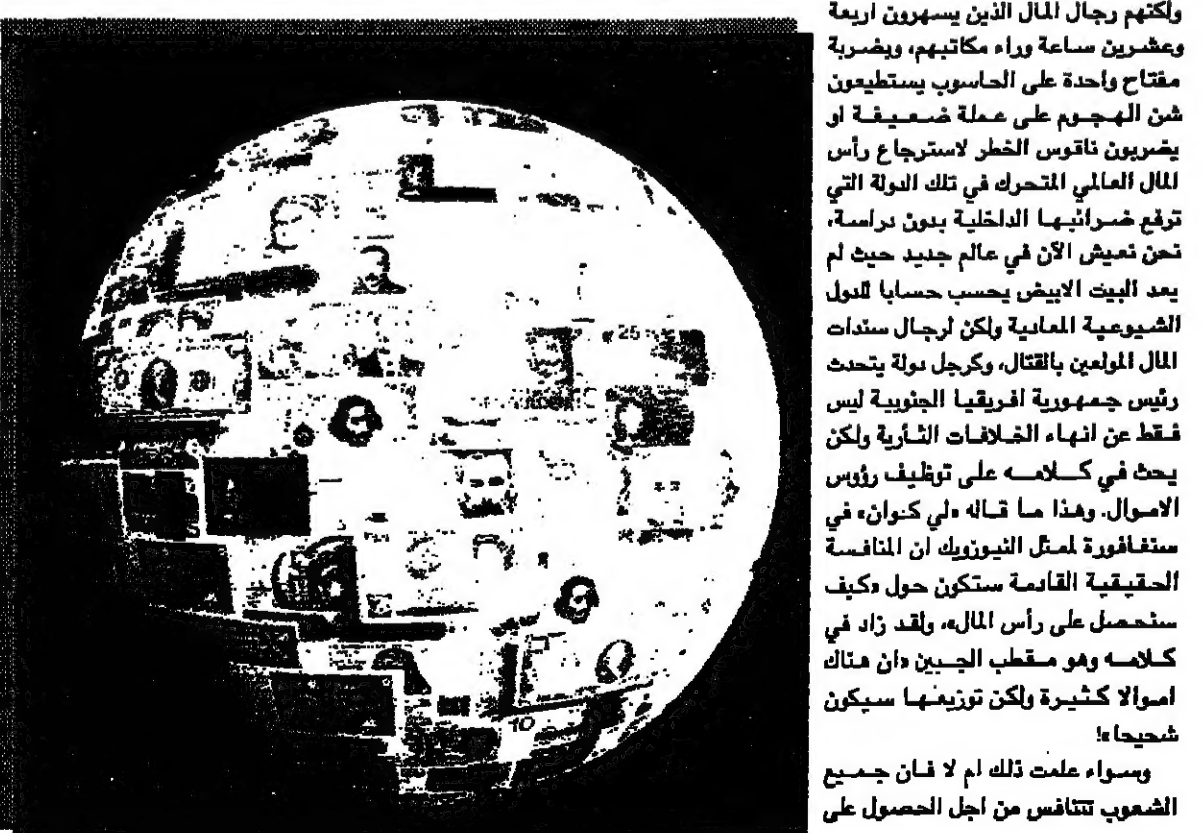 ولكنهم رجال المال الذين يسهرون اربعة
وعشرين ساعة وراء مكاتبهم، وبضربة
مفتاح واحدة على الحاسوب يستطيعون
شن الهجوم على عملة ضعيفة او
يضربون ناقوس الخطر لاسترجاع رأس
المال العالمي المتحرك في تلك الدولة التي
ترفع ضرائبها الداخلية بدون دراسة،
نحن نعيش الآن في عالم جديد حيث لم
يعد البيت الابيض يحسب حسابا للدول
الشيوعية المعادية ولكن لرجال سندات
المال المولعين بالقتال، وكرجل دولة يتحدث
رئيس جمهورية افريقيا الجنوبية ليس
فقط عن انهاء الخلافات الثأرية ولكن
يحث في كلامه على توظيف رؤوس
الاموال. وهذا ما قاله «لي كنوان» في
سنغافورة لممثل النيوزويك ان المنافسة
الحقيقية القادمة ستكون حول «كيف
سنحصل على رأس المال»، ولقد زاد في
كلامه وهو مقطب الجبين «ان هناك
اموالا كثيرة ولكن توزيعها سيكون
شحيحا»!
وسواء علمت ذلك ام لا فان جميع
الشعوب تتنافس من اجل الحصول على
25
10